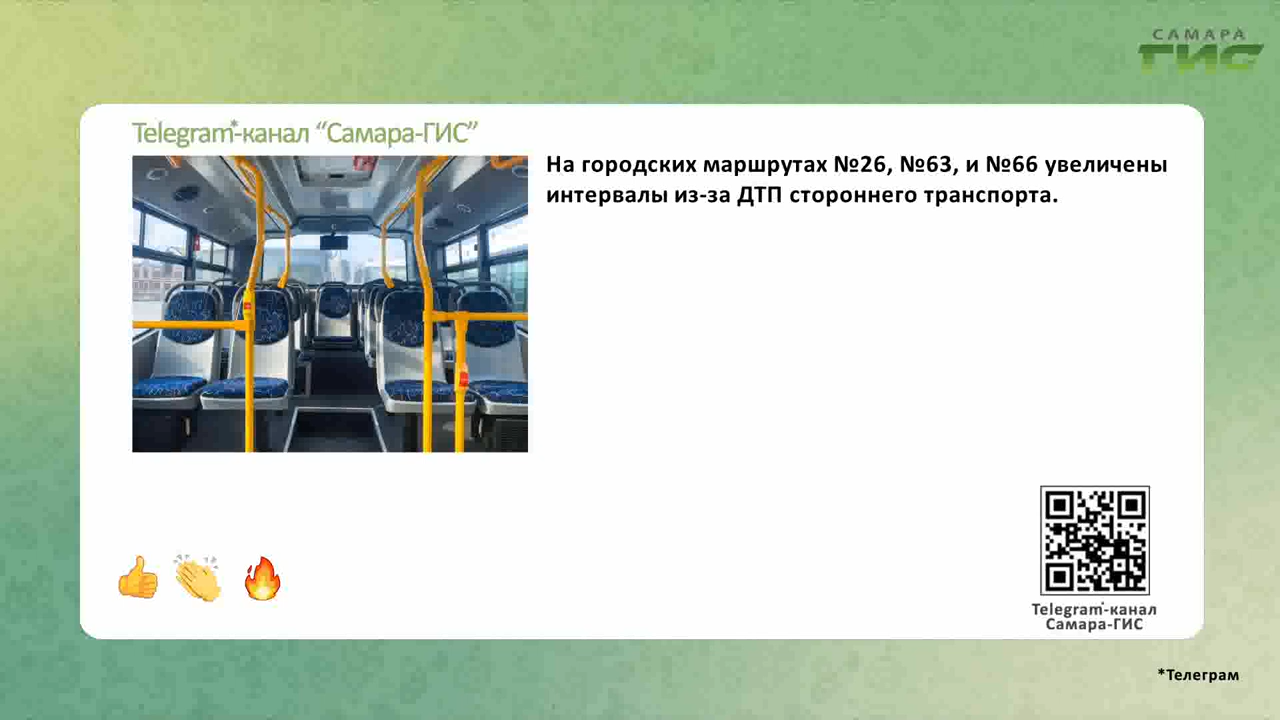 САМАРА
ГИС
Telegram*-канал “Самара-ГИС”
На городских маршрутах №26, №63, и №66 увеличены
интервалы из-за ДТП стороннего транспорта.
Telegram*-канал
Самара-ГИС
*Телеграм